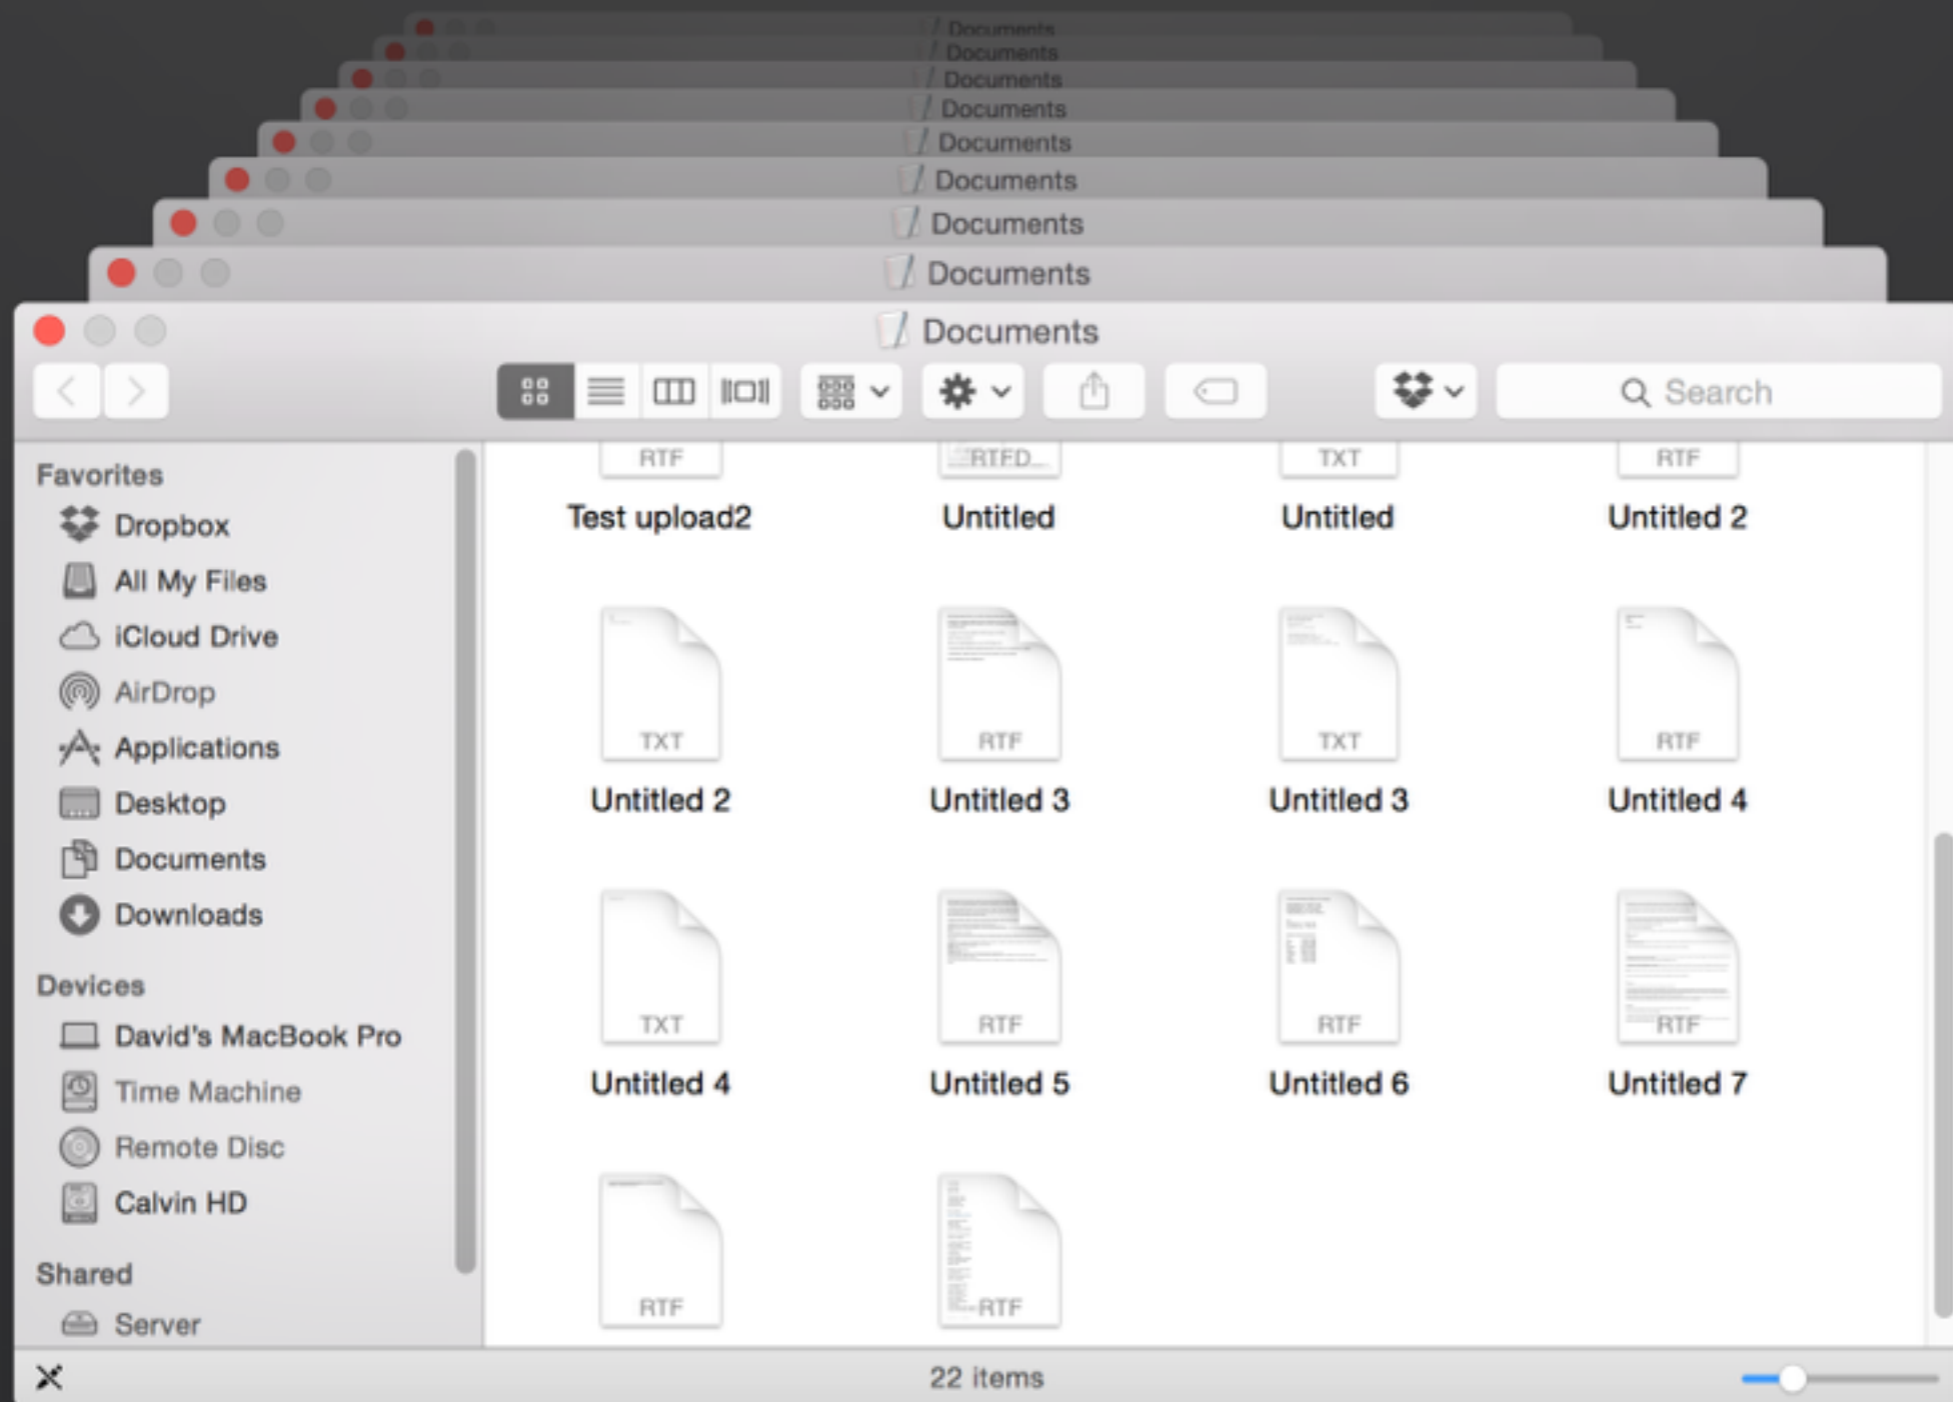 Documents
Documents
Documents
Documents
Documents
Documents
Documents
Documents
Documents
Search
Favorites
Dropbox
All My Files
iCloud Drive
AirDrop
Applications
Desktop
Documents
Downloads
Devices
David's MacBook Pro
Time Machine
Remote Disc
Calvin HD
Shared
Server
RTF RTFD TXT RTF
Test upload2 Untitled Untitled Untitled 2
TXT RTF TXT RTF
Untitled 2 Untitled 3 Untitled 3 Untitled 4
TXT RTF RTF RTF
Untitled 4 Untitled 5 Untitled 6 Untitled 7
RTF RTF
22 items